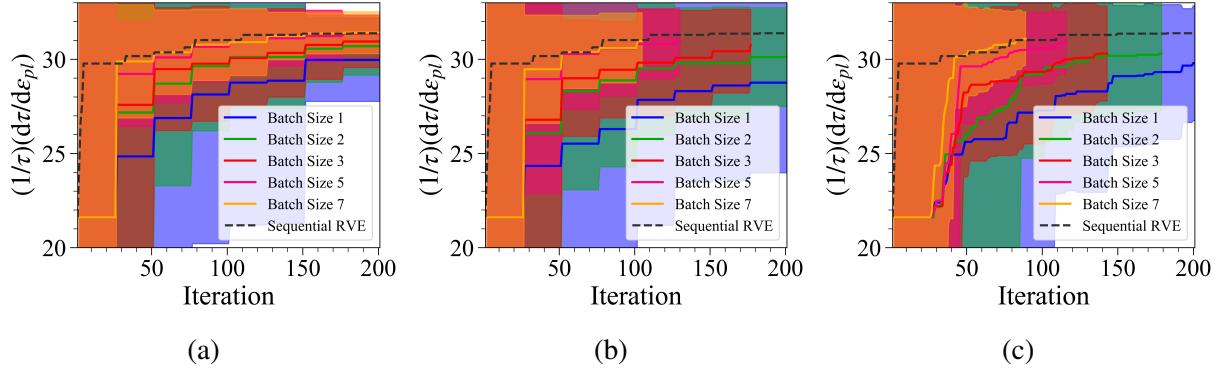 (1/τ)(dτ/dε_pl)
30
25
20
50
100
150
200
Iteration
Batch Size 1
Batch Size 2
Batch Size 3
Batch Size 5
Batch Size 7
Sequential RVE
(a)
(1/τ)(dτ/dε_pl)
30
25
20
50
100
150
200
Iteration
Batch Size 1
Batch Size 2
Batch Size 3
Batch Size 5
Batch Size 7
Sequential RVE
(b)
(1/τ)(dτ/dε_pl)
30
25
20
50
100
150
200
Iteration
Batch Size 1
Batch Size 2
Batch Size 3
Batch Size 5
Batch Size 7
Sequential RVE
(c)